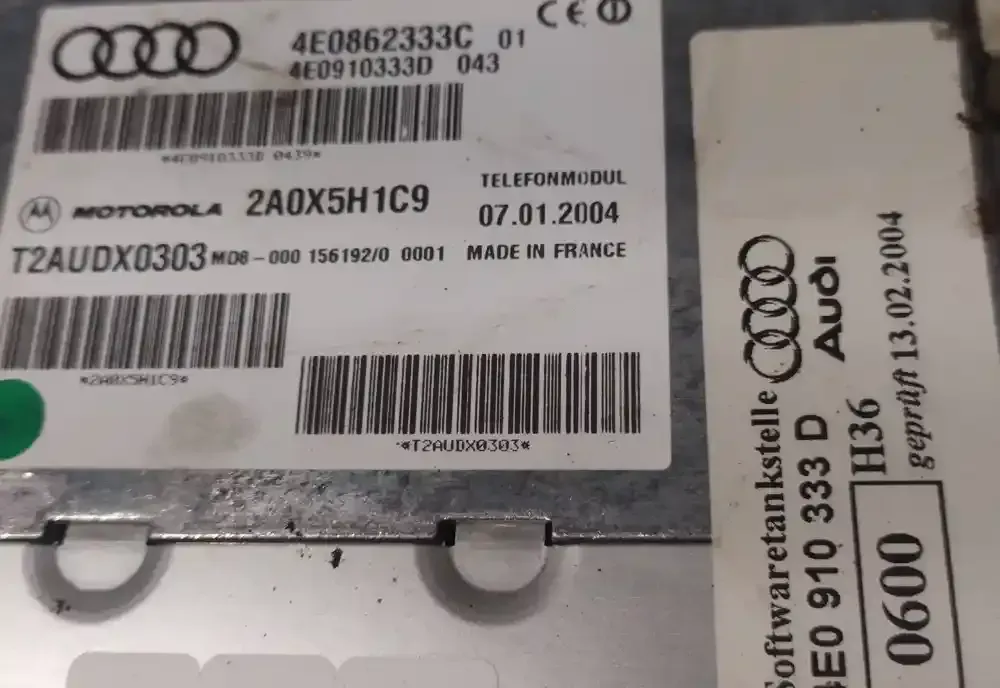 4E0862333C 01
4E0910333D 043
*4E0910333D 0439*
MOTOROLA 2A0X5H1C9
TELEFONMODUL
07.01.2004
T2AUDX0303 MD8-000 156192/0 0001 MADE IN FRANCE
*2A0X5H1C9*
*T2AUDX0303*
Softwaretankstelle Audi
4E0 910 333 D
H36 geprüft 13.02.2004
0600